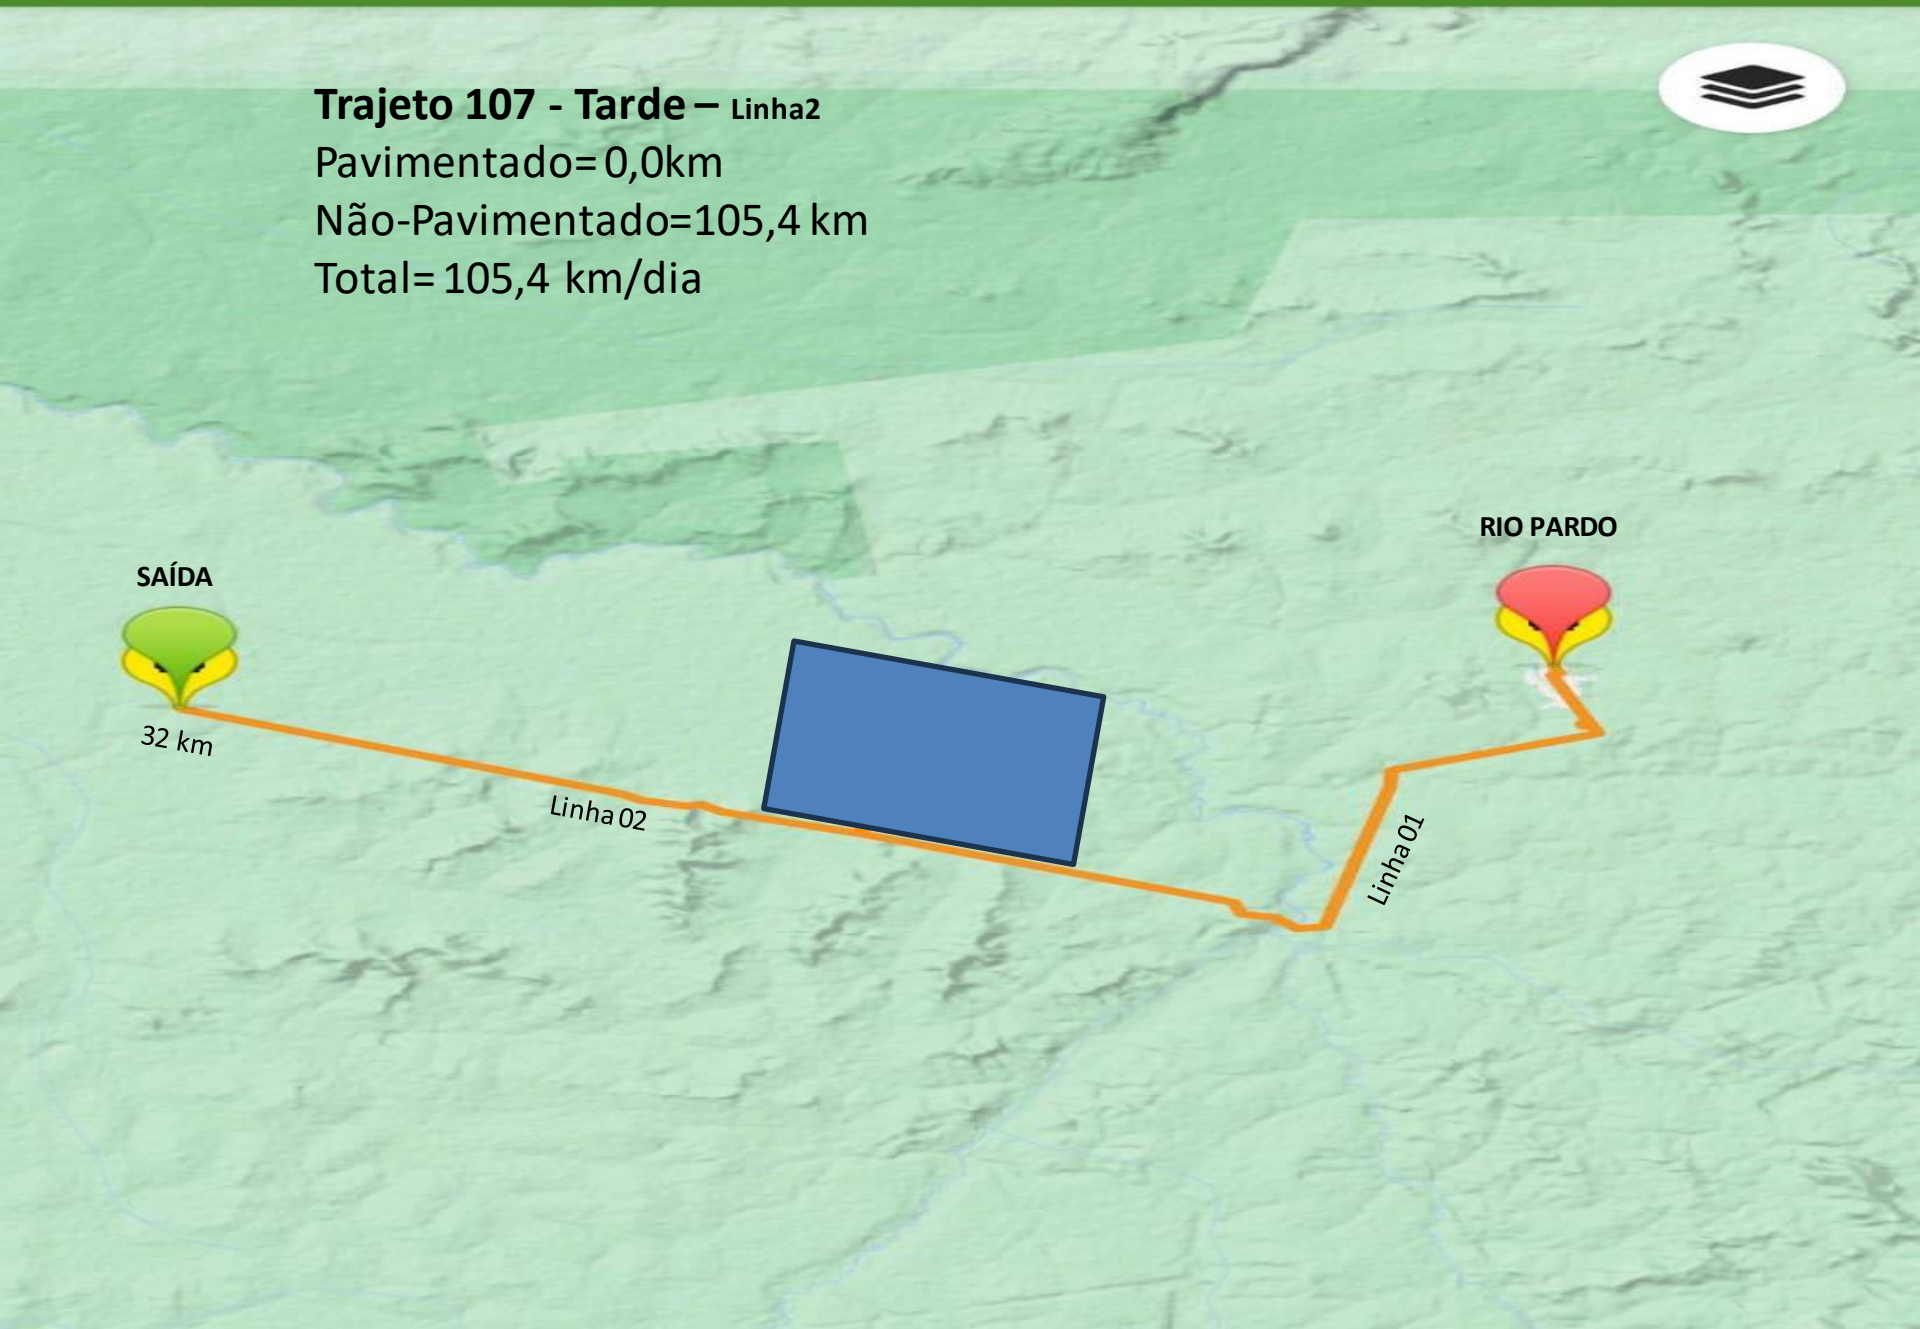 Trajeto 107 - Tarde – Linha2
Pavimentado= 0,0km
Não-Pavimentado=105,4 km
Total= 105,4 km/dia
RIO PARDO
SAÍDA
32 km
Linha 02
Linha 01